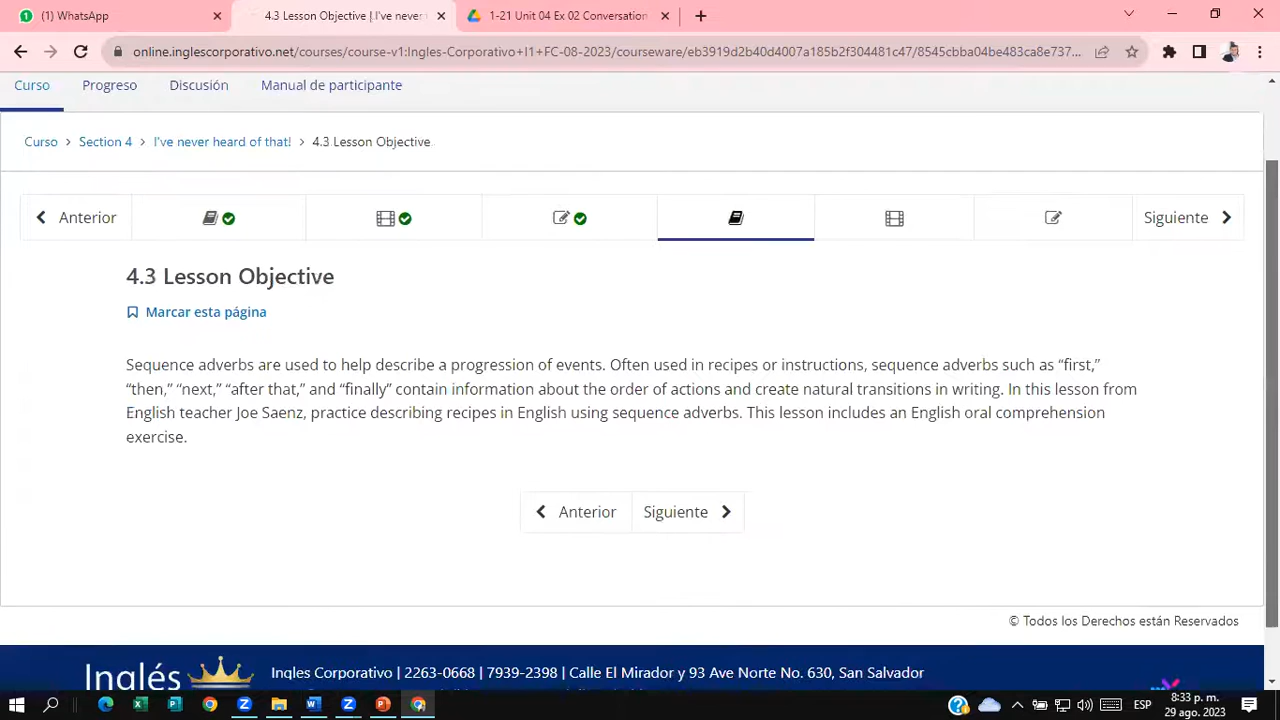 (1) WhatsApp
4.3 Lesson Objective | I've never
1-21 Unit 04 Ex 02 Conversation
online.inglescorporativo.net/courses/course-v1:Ingles-Corporativo+I1+FC-08-2023/courseware/eb3919d2b40d4007a185b2f304481c47/8545cbba04be483ca8e737...
Curso Progreso Discusión Manual de participante
Curso > Section 4 > I've never heard of that! > 4.3 Lesson Objective
Anterior Siguiente
4.3 Lesson Objective
Marcar esta página
Sequence adverbs are used to help describe a progression of events. Often used in recipes or instructions, sequence adverbs such as “first,”
“then,” “next,” “after that,” and “finally” contain information about the order of actions and create natural transitions in writing. In this lesson from
English teacher Joe Saenz, practice describing recipes in English using sequence adverbs. This lesson includes an English oral comprehension
exercise.
Anterior Siguiente
© Todos los Derechos están Reservados
Inglés
Ingles Corporativo | 2263-0668 | 7939-2398 | Calle El Mirador y 93 Ave Norte No. 630, San Salvador
ESP
8:33 p. m.
29 ago. 2023